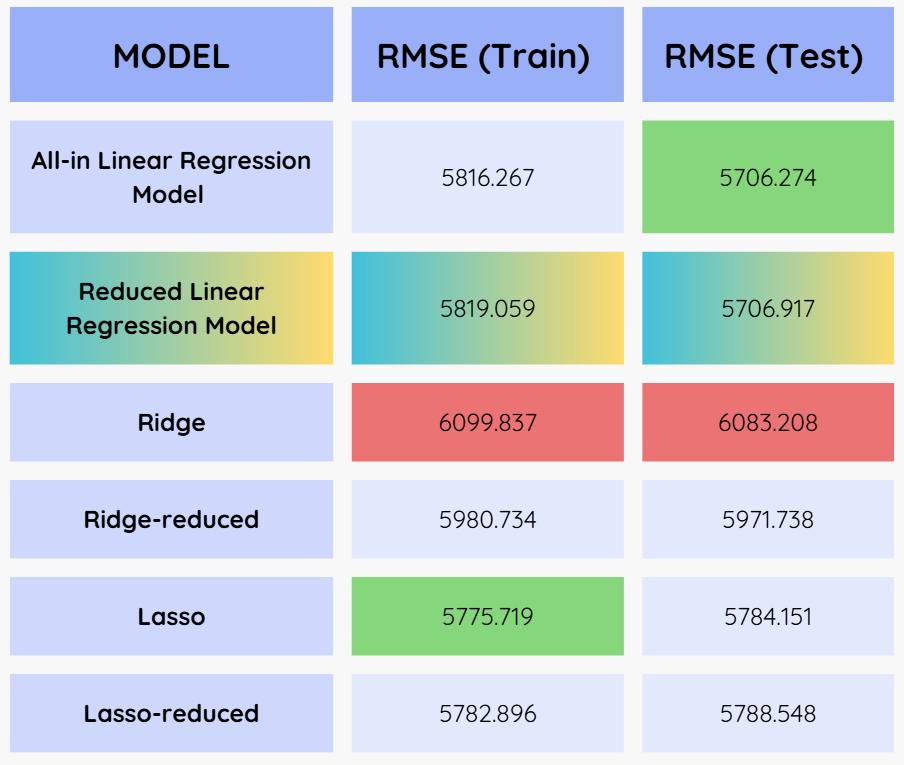 MODEL
RMSE (Train)
RMSE (Test)
All-in Linear Regression
Model
5816.267
5706.274
Reduced Linear
Regression Model
5819.059
5706.917
Ridge
6099.837
6083.208
Ridge-reduced
5980.734
5971.738
Lasso
5775.719
5784.151
Lasso-reduced
5782.896
5788.548